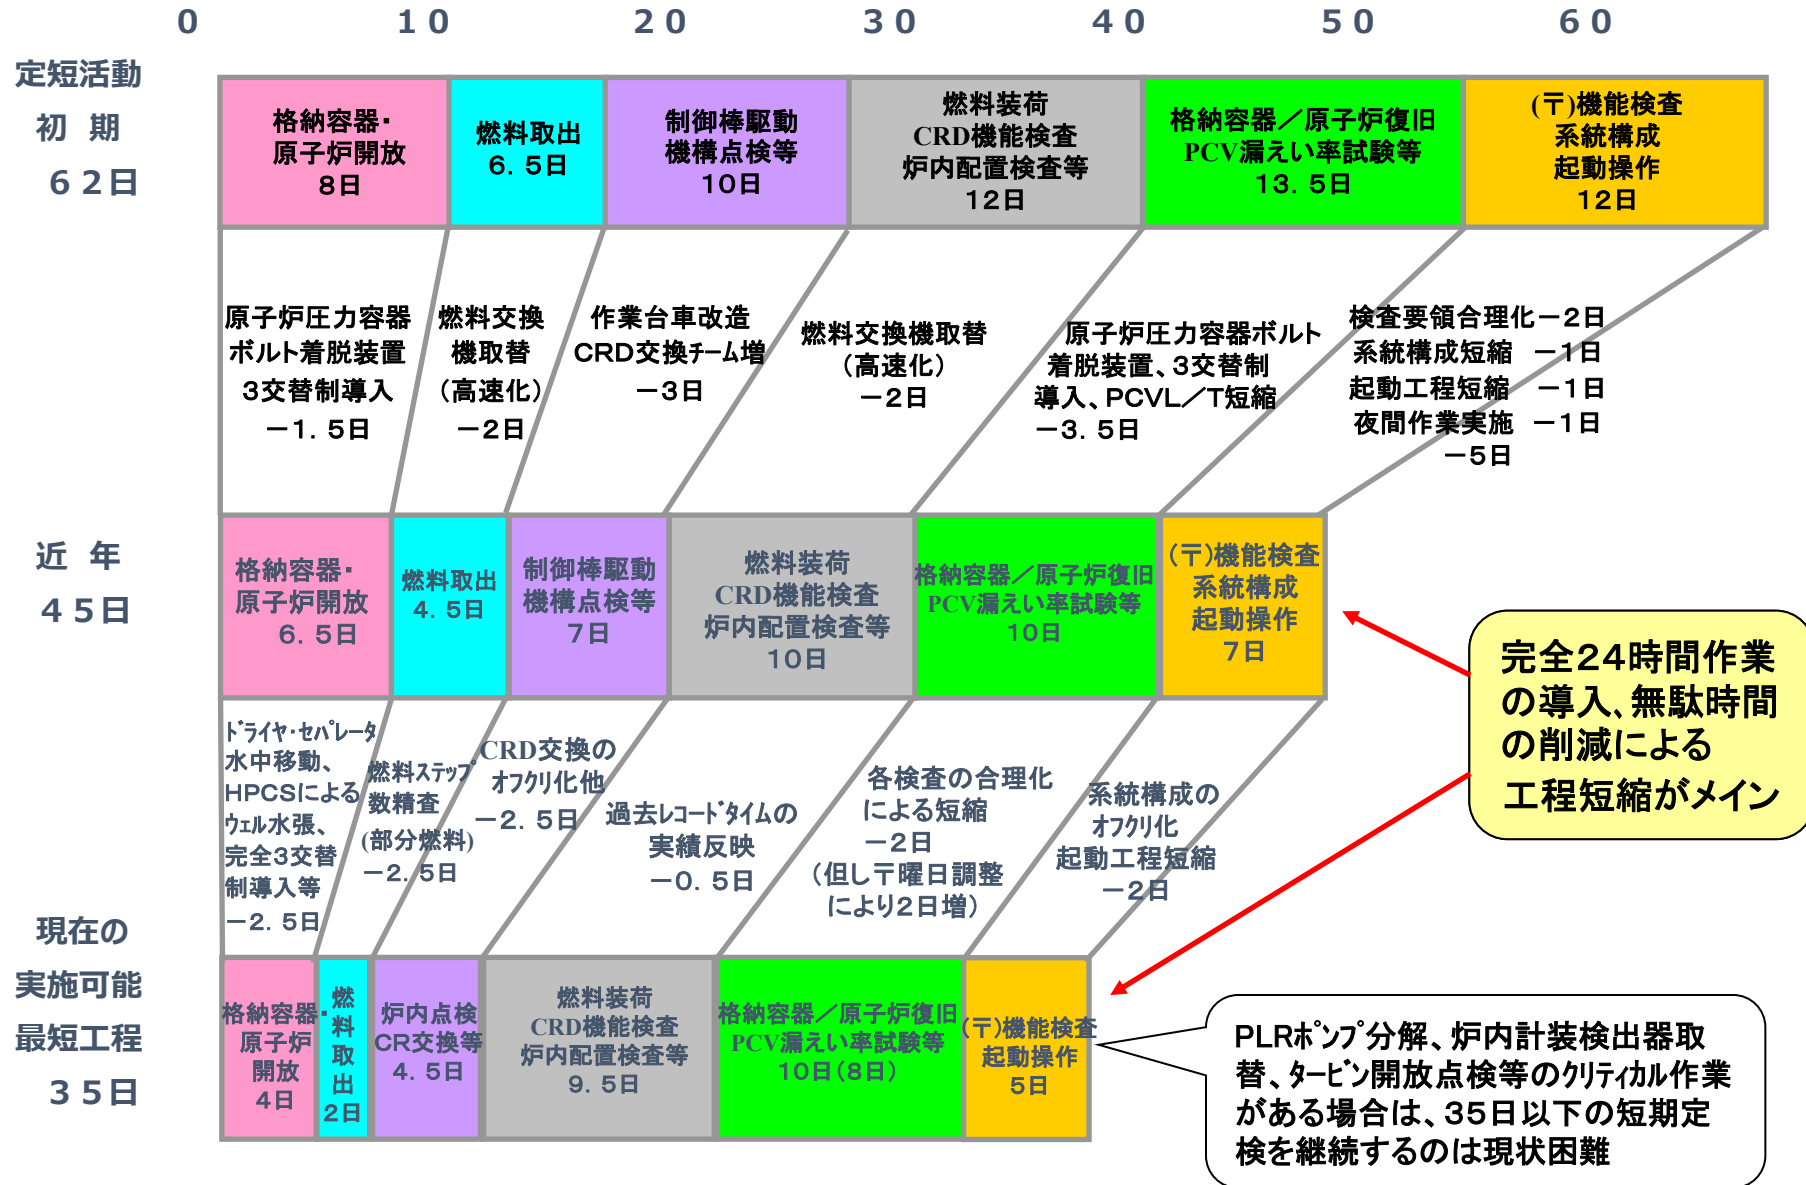 ０　１０　２０　３０　４０　５０　６０
定短活動
初　期
６２日
格納容器・
原子炉開放
８日
燃料取出
６．５日
制御棒駆動
機構点検等
１０日
燃料装荷
CRD機能検査
炉内配置検査等
１２日
格納容器／原子炉復旧
PCV漏えい率試験等
１３．５日
(〒)機能検査
系統構成
起動操作
１２日
原子炉圧力容器
ボルト着脱装置
３交替制導入
－１．５日
燃料交換
機取替
（高速化）
－２日
作業台車改造
ＣＲＤ交換ﾁｰﾑ増
－３日
燃料交換機取替
（高速化）
－２日
原子炉圧力容器ボルト
着脱装置、３交替制
導入、ＰＣＶＬ／Ｔ短縮
－３．５日
検査要領合理化－２日
系統構成短縮　－１日
起動工程短縮　－１日
夜間作業実施　－１日
－５日
近　年
４５日
格納容器・
原子炉開放
６．５日
燃料取出
４．５日
制御棒駆動
機構点検等
７日
燃料装荷
CRD機能検査
炉内配置検査等
１０日
格納容器／原子炉復旧
PCV漏えい率試験等
１０日
(〒)機能検査
系統構成
起動操作
７日
完全２４時間作業
の導入、無駄時間
の削減による
工程短縮がメイン
ﾄﾞﾗｲﾔ・ｾﾊﾟﾚｰﾀ
水中移動、
ＨＰＣＳによる
ｳｪﾙ水張、
完全３交替
制導入等
－２．５日
燃料ｽﾃｯﾌﾟ
数精査
(部分燃料)
－２．５日
CRD交換の
ｵﾌｸﾘ化他
－２．５日
過去ﾚｺｰﾄﾞﾀｲﾑの
実績反映
－０．５日
各検査の合理化
による短縮
－２日
（但し〒曜日調整
により２日増）
系統構成の
ｵﾌｸﾘ化
起動工程短縮
－２日
現在の
実施可能
最短工程
３５日
格納容器・
原子炉
開放
４日
燃
料
取
出
２日
炉内点検
ＣＲ交換等
４．５日
燃料装荷
CRD機能検査
炉内配置検査等
９．５日
格納容器／原子炉復旧
PCV漏えい率試験等
１０日（８日）
(〒)機能検査
起動操作
５日
ＰＬＲﾎﾟﾝﾌﾟ分解、炉内計装検出器取
替、ﾀｰﾋﾞﾝ開放点検等のｸﾘﾃｨｶﾙ作業
がある場合は、３５日以下の短期定
検を継続するのは現状困難